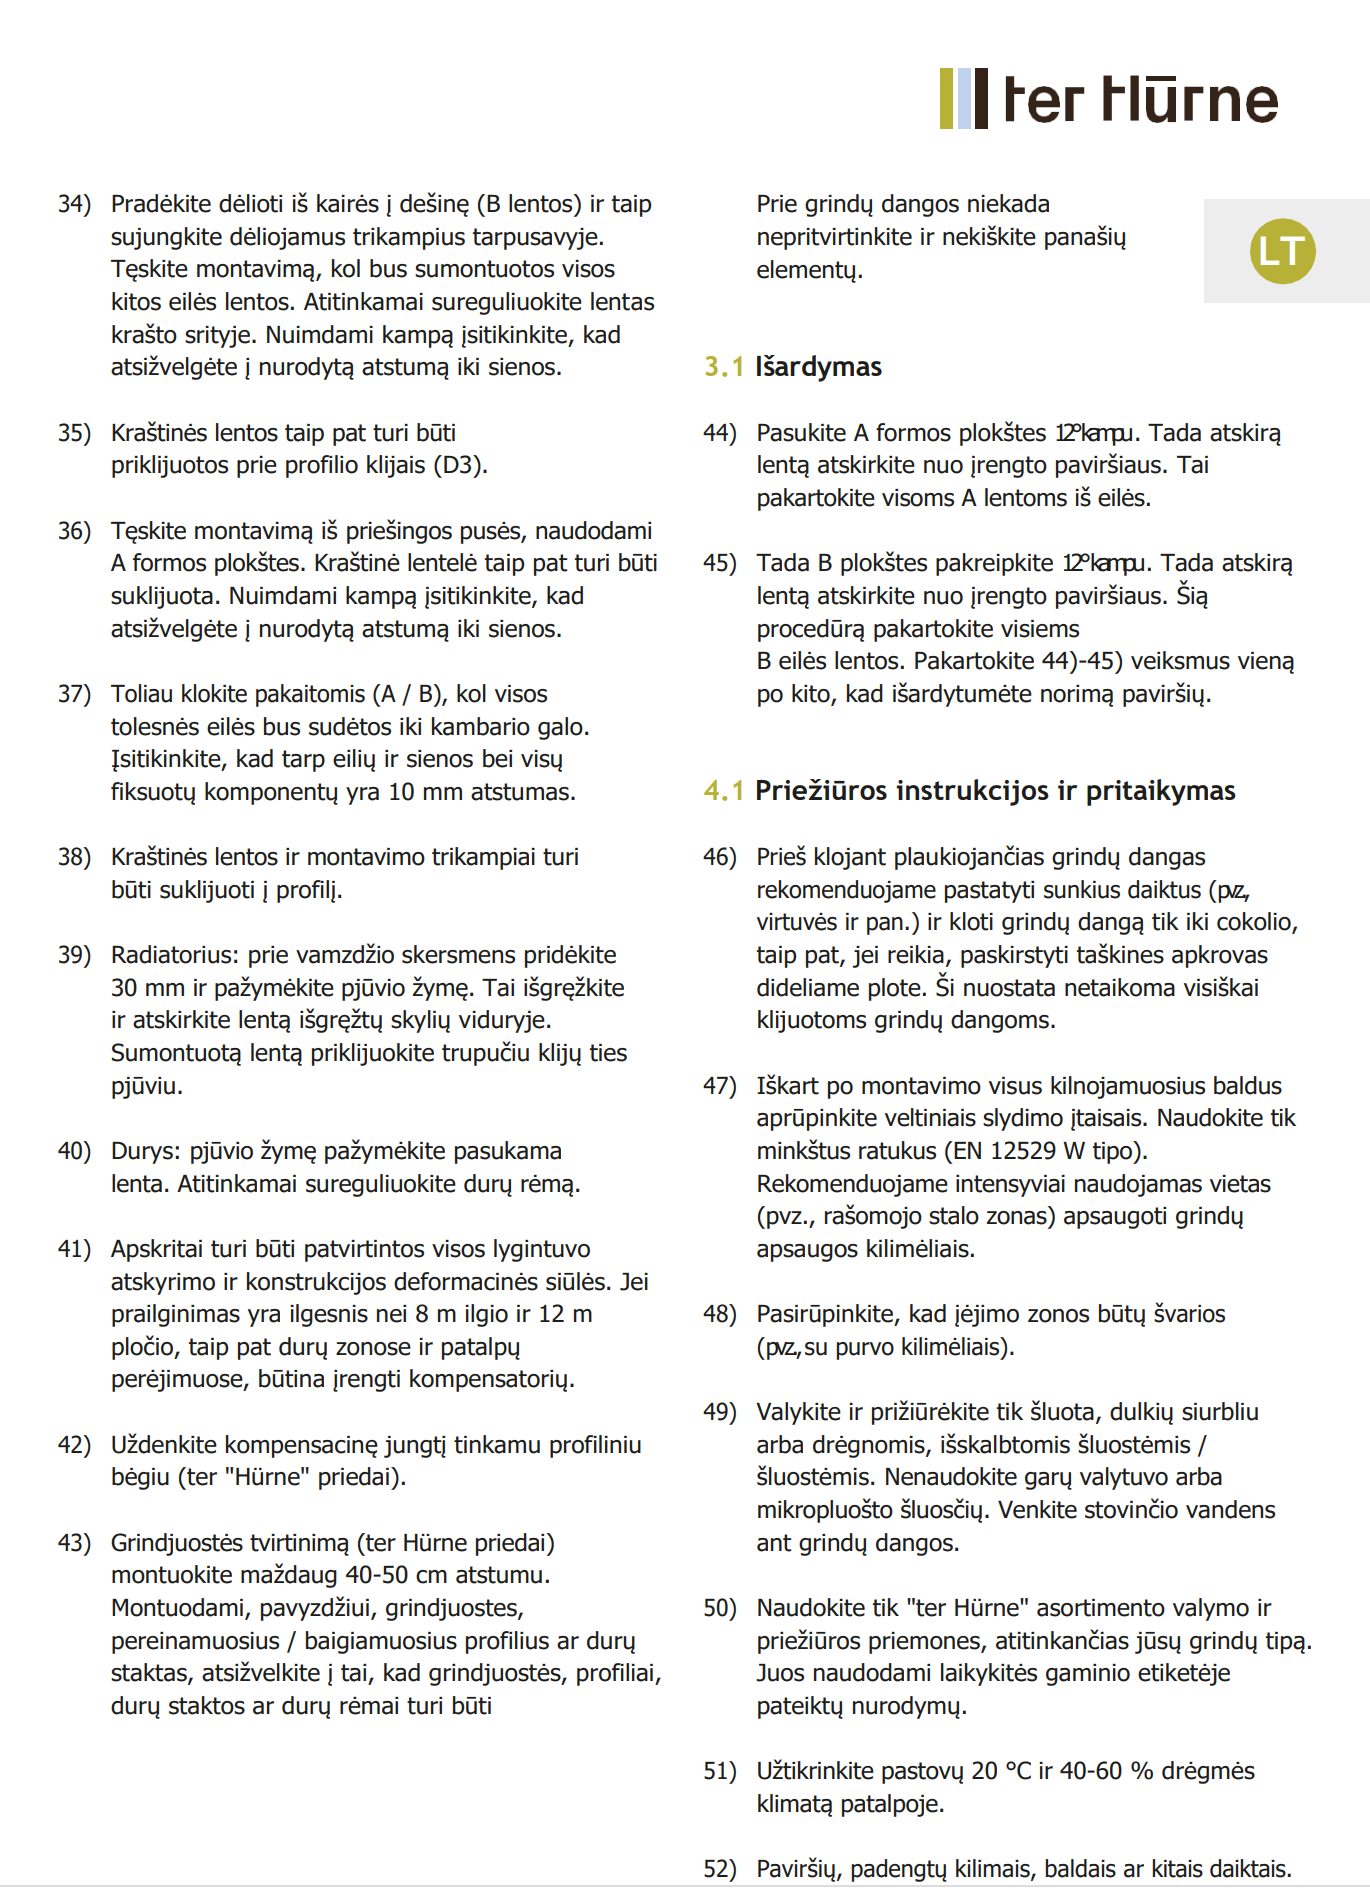 ter Hürne
LT
34) Pradėkite dėlioti iš kairės į dešinę (B lentos) ir taip
sujungkite dėliojamus trikampius tarpusavyje.
Tęskite montavimą, kol bus sumontuotos visos
kitos eilės lentos. Atitinkamai sureguliuokite lentas
krašto srityje. Nuimdami kampą įsitikinkite, kad
atsižvelgėte į nurodytą atstumą iki sienos.
35) Kraštinės lentos taip pat turi būti
priklijuotos prie profilio klijais (D3).
36) Tęskite montavimą iš priešingos pusės, naudodami
A formos plokštes. Kraštinė lentelė taip pat turi būti
suklijuota. Nuimdami kampą įsitikinkite, kad
atsižvelgėte į nurodytą atstumą iki sienos.
37) Toliau klokite pakaitomis (A / B), kol visos
tolesnės eilės bus sudėtos iki kambario galo.
Įsitikinkite, kad tarp eilių ir sienos bei visų
fiksuotų komponentų yra 10 mm atstumas.
38) Kraštinės lentos ir montavimo trikampiai turi
būti suklijuoti į profilį.
39) Radiatorius: prie vamzdžio skersmens pridėkite
30 mm ir pažymėkite pjūvio žymę. Tai išgręžkite
ir atskirkite lentą išgręžtų skylių viduryje.
Sumontuotą lentą priklijuokite trupučiu klijų ties
pjūviu.
40) Durys: pjūvio žymę pažymėkite pasukama
lenta. Atitinkamai sureguliuokite durų rėmą.
41) Apskritai turi būti patvirtintos visos lygintuvo
atskyrimo ir konstrukcijos deformacinės siūlės. Jei
prailginimas yra ilgesnis nei 8 m ilgio ir 12 m
pločio, taip pat durų zonose ir patalpų
perėjimuose, būtina įrengti kompensatorių.
42) Uždenkite kompensacinę jungtį tinkamu profiliniu
bėgiu (ter "Hürne" priedai).
43) Grindjuostės tvirtinimą (ter Hürne priedai)
montuokite maždaug 40-50 cm atstumu.
Montuodami, pavyzdžiui, grindjuostes,
pereinamuosius / baigiamuosius profilius ar durų
staktas, atsižvelkite į tai, kad grindjuostės, profiliai,
durų staktos ar durų rėmai turi būti
Prie grindų dangos niekada
nepritvirtinkite ir nekiškite panašių
elementų.
3.1 Išardymas
44) Pasukite A formos plokštes 12°kampu. Tada atskirą
lentą atskirkite nuo įrengto paviršiaus. Tai
pakartokite visoms A lentoms iš eilės.
45) Tada B plokštes pakreipkite 12°kampu. Tada atskirą
lentą atskirkite nuo įrengto paviršiaus. Šią
procedūrą pakartokite visiems
B eilės lentos. Pakartokite 44)-45) veiksmus vieną
po kito, kad išardytumėte norimą paviršių.
4.1 Priežiūros instrukcijos ir pritaikymas
46) Prieš klojant plaukiojančias grindų dangas
rekomenduojame pastatyti sunkius daiktus (pvz.,
virtuvės ir pan.) ir kloti grindų dangą tik iki cokolio,
taip pat, jei reikia, paskirstyti taškines apkrovas
dideliame plote. Ši nuostata netaikoma visiškai
klijuotoms grindų dangoms.
47) Iškart po montavimo visus kilnojamuosius baldus
aprūpinkite veltiniais slydimo įtaisais. Naudokite tik
minkštus ratukus (EN 12529 W tipo).
Rekomenduojame intensyviai naudojamas vietas
(pvz., rašomojo stalo zonas) apsaugoti grindų
apsaugos kilimėliais.
48) Pasirūpinkite, kad įėjimo zonos būtų švarios
(pvz., su purvo kilimėliais).
49) Valykite ir prižiūrėkite tik šluota, dulkių siurbliu
arba drėgnomis, išskalbtomis šluostėmis /
šluostėmis. Nenaudokite garų valytuvo arba
mikropluošto šluosčių. Venkite stovinčio vandens
ant grindų dangos.
50) Naudokite tik "ter Hürne" asortimento valymo ir
priežiūros priemones, atitinkančias jūsų grindų tipą.
Juos naudodami laikykitės gaminio etiketėje
pateiktų nurodymų.
51) Užtikrinkite pastovų 20 °C ir 40-60 % drėgmės
klimatą patalpoje.
52) Paviršių, padengtų kilimais, baldais ar kitais daiktais.